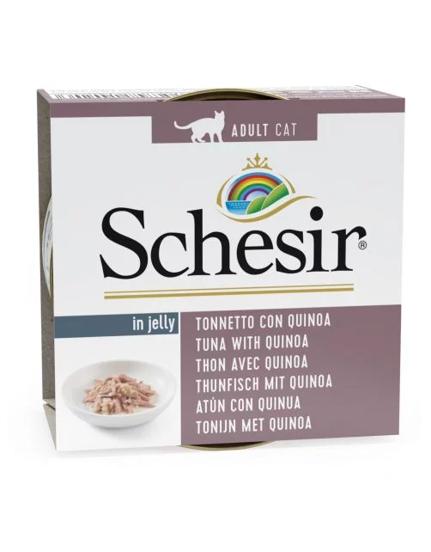 ADULT CAT
Schesir®
in jelly
TONNETTO CON QUINOA
TUNA WITH QUINOA
THON AVEC QUINOA
THUNFISCH MIT QUINOA
ATÚN CON QUINUA
TONIJN MET QUINOA